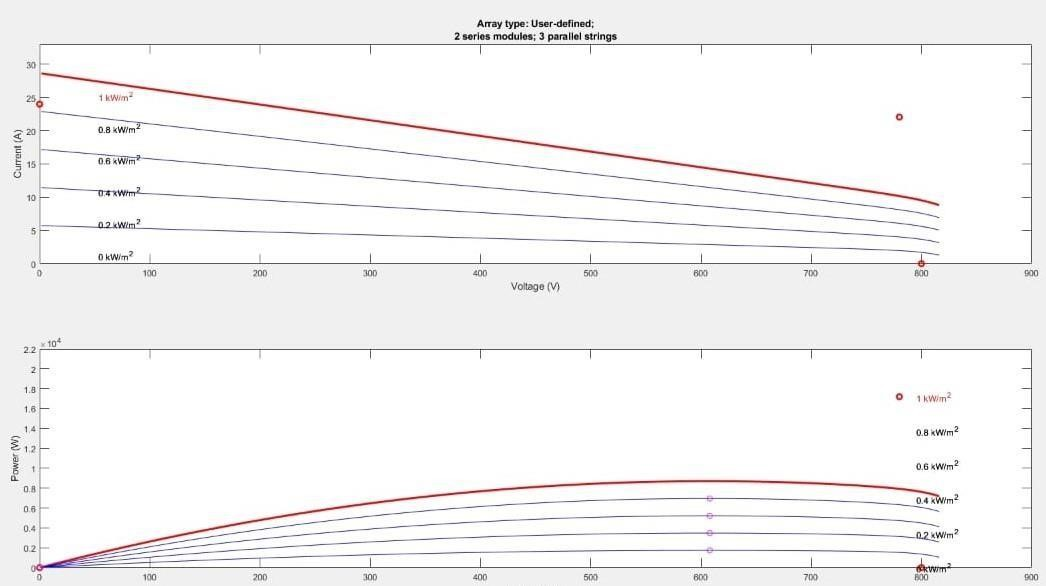 Array type: User-defined;
2 series modules; 3 parallel strings
30
25
20
15
10
5
0
Current (A)
1 kW/m²
0.8 kW/m²
0.6 kW/m²
0.4 kW/m²
0.2 kW/m²
0 kW/m²
0 100 200 300 400 500 600 700 800 900
Voltage (V)
× 10⁴
2.2
2
1.8
1.6
1.4
1.2
1
0.8
0.6
0.4
0.2
0
Power (W)
1 kW/m²
0.8 kW/m²
0.6 kW/m²
0.4 kW/m²
0.2 kW/m²
0 kW/m²
0 100 200 300 400 500 600 700 800 900